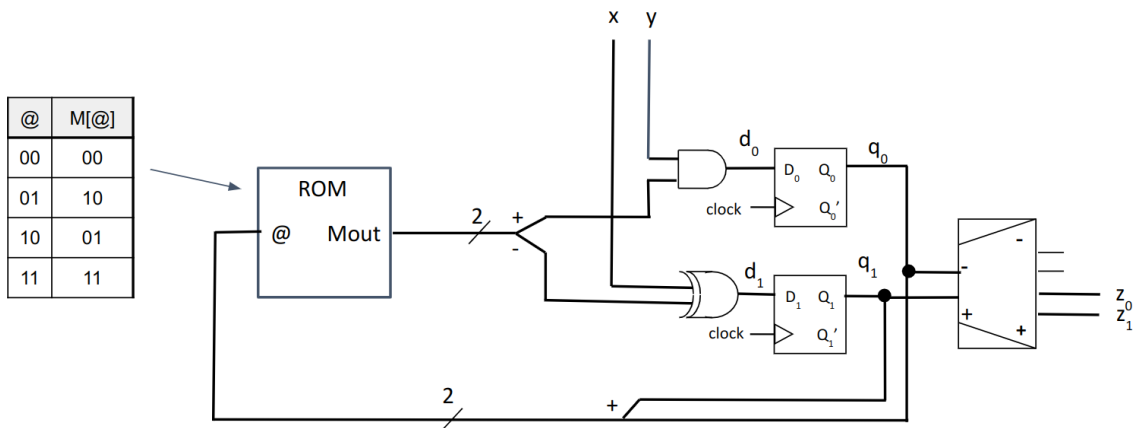 x y
@ M[@]
00 00
01 10
10 01
11 11
ROM
@ Mout
2
+
-
d₀
D₀ Q₀
clock Q₀'
q₀
d₁
D₁ Q₁
clock Q₁'
q₁
-
-
+
+
z₀
z₁
2
+